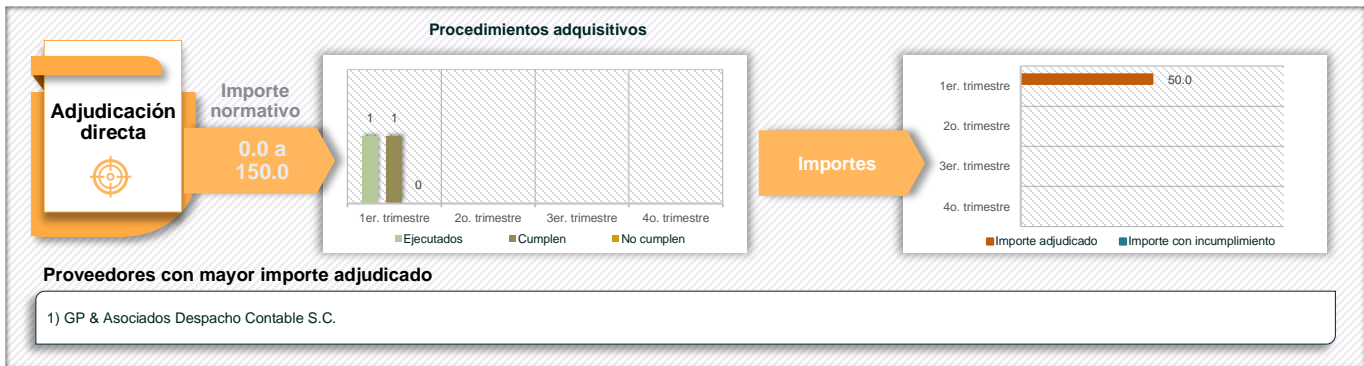 Procedimientos adquisitivos
Adjudicación
directa
Importe
normativo
0.0 a
150.0
1 1
0
1er. trimestre 2o. trimestre 3er. trimestre 4o. trimestre
Ejecutados Cumplen No cumplen
Importes
1er. trimestre 50.0
2o. trimestre
3er. trimestre
4o. trimestre
Importe adjudicado Importe con incumplimiento
Proveedores con mayor importe adjudicado
1) GP & Asociados Despacho Contable S.C.